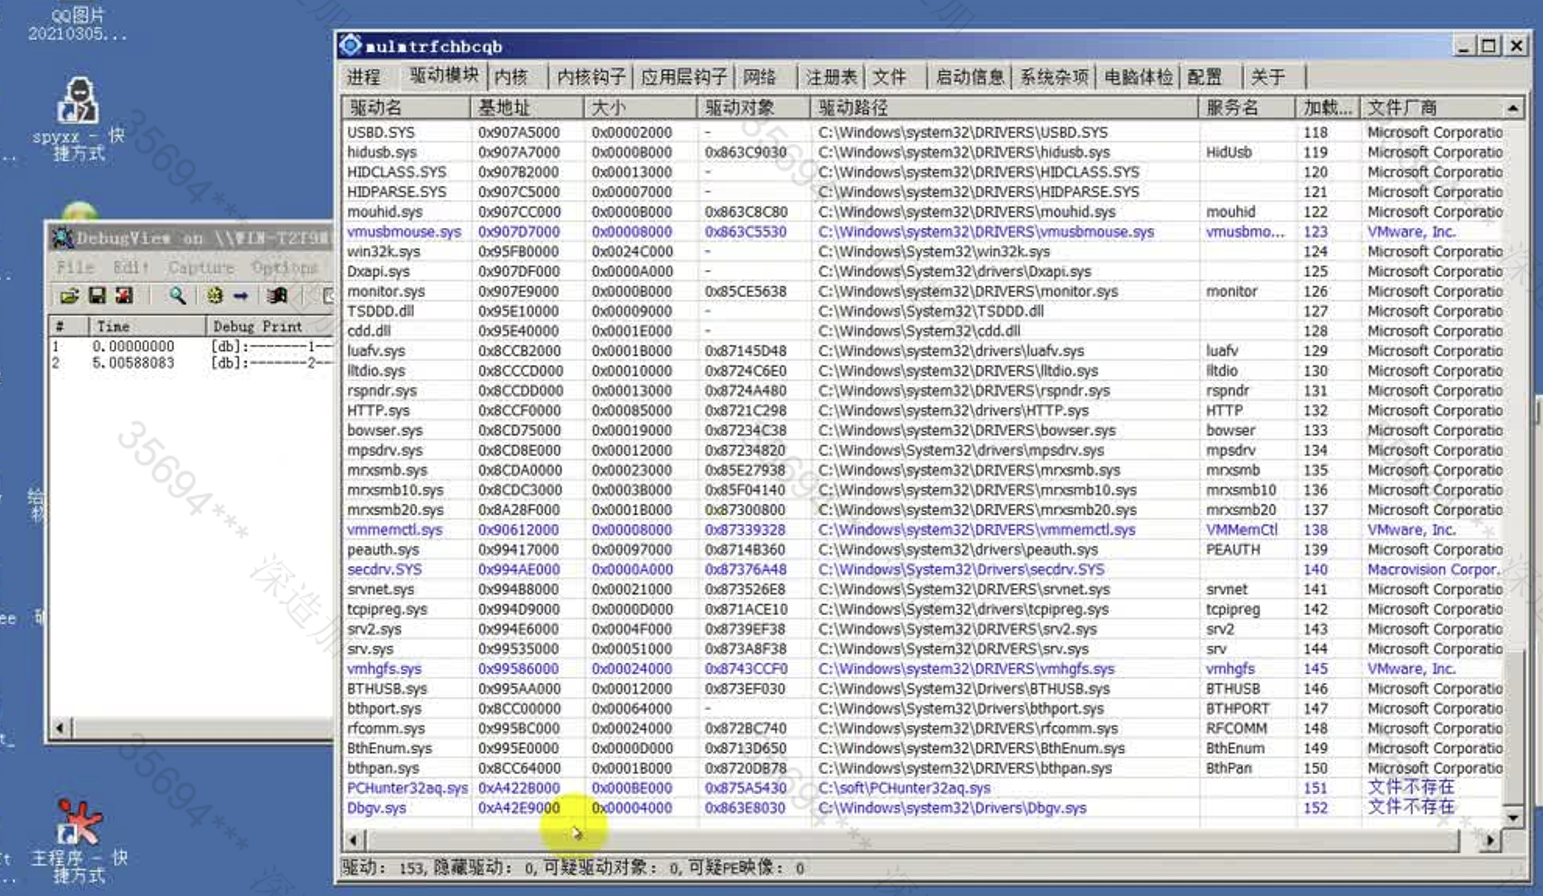 QQ图片
20210305...
spyxx - 快
捷方式
DebugView on \\WIN-T2F9M
File Edit Capture Options
# Time Debug Print
1 0.00000000 [db]:-------1--
2 5.00588083 [db]:-------2--
主程序 - 快
捷方式
mulmtrfchbcqb
进程 驱动模块 内核 内核钩子 应用层钩子 网络 注册表 文件 启动信息 系统杂项 电脑体检 配置 关于
驱动名 基地址 大小 驱动对象 驱动路径 服务名 加载... 文件厂商
USBD.SYS 0x907A5000 0x00002000 - C:\Windows\system32\DRIVERS\USBD.SYS 118 Microsoft Corporatio
hidusb.sys 0x907A7000 0x0000B000 0x863C9030 C:\Windows\system32\DRIVERS\hidusb.sys HidUsb 119 Microsoft Corporatio
HIDCLASS.SYS 0x907B2000 0x00013000 - C:\Windows\system32\DRIVERS\HIDCLASS.SYS 120 Microsoft Corporatio
HIDPARSE.SYS 0x907C5000 0x00007000 - C:\Windows\system32\DRIVERS\HIDPARSE.SYS 121 Microsoft Corporatio
mouhid.sys 0x907CC000 0x0000B000 0x863C8C80 C:\Windows\system32\DRIVERS\mouhid.sys mouhid 122 Microsoft Corporatio
vmusbmouse.sys 0x907D7000 0x00008000 0x863C5530 C:\Windows\system32\DRIVERS\vmusbmouse.sys vmusbmo... 123 VMware, Inc.
win32k.sys 0x95FB0000 0x0024C000 - C:\Windows\System32\win32k.sys 124 Microsoft Corporatio
Dxapi.sys 0x907DF000 0x0000A000 - C:\Windows\System32\drivers\Dxapi.sys 125 Microsoft Corporatio
monitor.sys 0x907E9000 0x0000B000 0x85CE5638 C:\Windows\system32\DRIVERS\monitor.sys monitor 126 Microsoft Corporatio
TSDDD.dll 0x95E10000 0x00009000 - C:\Windows\System32\TSDDD.dll 127 Microsoft Corporatio
cdd.dll 0x95E40000 0x0001E000 - C:\Windows\System32\cdd.dll 128 Microsoft Corporatio
luafv.sys 0x8CCB2000 0x0001B000 0x87145D48 C:\Windows\system32\drivers\luafv.sys luafv 129 Microsoft Corporatio
lltdio.sys 0x8CCCD000 0x00010000 0x8724C6E0 C:\Windows\system32\DRIVERS\lltdio.sys lltdio 130 Microsoft Corporatio
rspndr.sys 0x8CCDD000 0x00013000 0x8724A480 C:\Windows\system32\DRIVERS\rspndr.sys rspndr 131 Microsoft Corporatio
HTTP.sys 0x8CCF0000 0x00085000 0x8721C298 C:\Windows\system32\drivers\HTTP.sys HTTP 132 Microsoft Corporatio
bowser.sys 0x8CD75000 0x00019000 0x87234C38 C:\Windows\system32\DRIVERS\bowser.sys bowser 133 Microsoft Corporatio
mpsdrv.sys 0x8CD8E000 0x00012000 0x87234820 C:\Windows\System32\drivers\mpsdrv.sys mpsdrv 134 Microsoft Corporatio
mrxsmb.sys 0x8CDA0000 0x00023000 0x85E27938 C:\Windows\system32\DRIVERS\mrxsmb.sys mrxsmb 135 Microsoft Corporatio
mrxsmb10.sys 0x8CDC3000 0x0003B000 0x85F04140 C:\Windows\system32\DRIVERS\mrxsmb10.sys mrxsmb10 136 Microsoft Corporatio
mrxsmb20.sys 0x8A28F000 0x0001B000 0x87300800 C:\Windows\system32\DRIVERS\mrxsmb20.sys mrxsmb20 137 Microsoft Corporatio
vmmemctl.sys 0x90612000 0x00008000 0x87339328 C:\Windows\system32\DRIVERS\vmmemctl.sys VMMemCtl 138 VMware, Inc.
peauth.sys 0x99417000 0x00097000 0x8714B360 C:\Windows\system32\drivers\peauth.sys PEAUTH 139 Microsoft Corporatio
secdrv.SYS 0x994AE000 0x0000A000 0x87376A48 C:\Windows\System32\Drivers\secdrv.SYS 140 Macrovision Corpor.
srvnet.sys 0x994B8000 0x00021000 0x873526E8 C:\Windows\System32\DRIVERS\srvnet.sys srvnet 141 Microsoft Corporatio
tcpipreg.sys 0x994D9000 0x0000D000 0x871ACE10 C:\Windows\System32\drivers\tcpipreg.sys tcpipreg 142 Microsoft Corporatio
srv2.sys 0x994E6000 0x0004F000 0x8739EF38 C:\Windows\System32\DRIVERS\srv2.sys srv2 143 Microsoft Corporatio
srv.sys 0x99535000 0x00051000 0x873A8F38 C:\Windows\System32\DRIVERS\srv.sys srv 144 Microsoft Corporatio
vmhgfs.sys 0x99586000 0x00024000 0x8743CCF0 C:\Windows\system32\DRIVERS\vmhgfs.sys vmhgfs 145 VMware, Inc.
BTHUSB.sys 0x995AA000 0x00012000 0x873EF030 C:\Windows\System32\Drivers\BTHUSB.sys BTHUSB 146 Microsoft Corporatio
bthport.sys 0x8CC00000 0x00064000 - C:\Windows\System32\Drivers\bthport.sys BTHPORT 147 Microsoft Corporatio
rfcomm.sys 0x995BC000 0x00024000 0x872BC740 C:\Windows\system32\DRIVERS\rfcomm.sys RFCOMM 148 Microsoft Corporatio
BthEnum.sys 0x995E0000 0x0000D000 0x8713D650 C:\Windows\system32\DRIVERS\BthEnum.sys BthEnum 149 Microsoft Corporatio
bthpan.sys 0x8CC64000 0x0001B000 0x8720DB78 C:\Windows\system32\DRIVERS\bthpan.sys BthPan 150 Microsoft Corporatio
PCHunter32aq.sys 0xA422B000 0x000BE000 0x875A5430 C:\soft\PCHunter32aq.sys 151 文件不存在
Dbgv.sys 0xA42E9000 0x00004000 0x863E8030 C:\Windows\system32\Drivers\Dbgv.sys 152 文件不存在
驱动: 153, 隐藏驱动: 0, 可疑驱动对象: 0, 可疑PE映像: 0